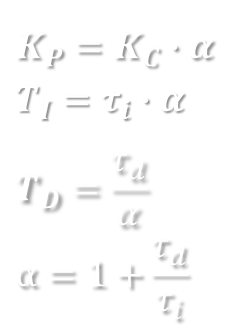 K_P = K_C · α
T_I = τ_i · α
T_D = τ_d / α
α = 1 + τ_d / τ_i